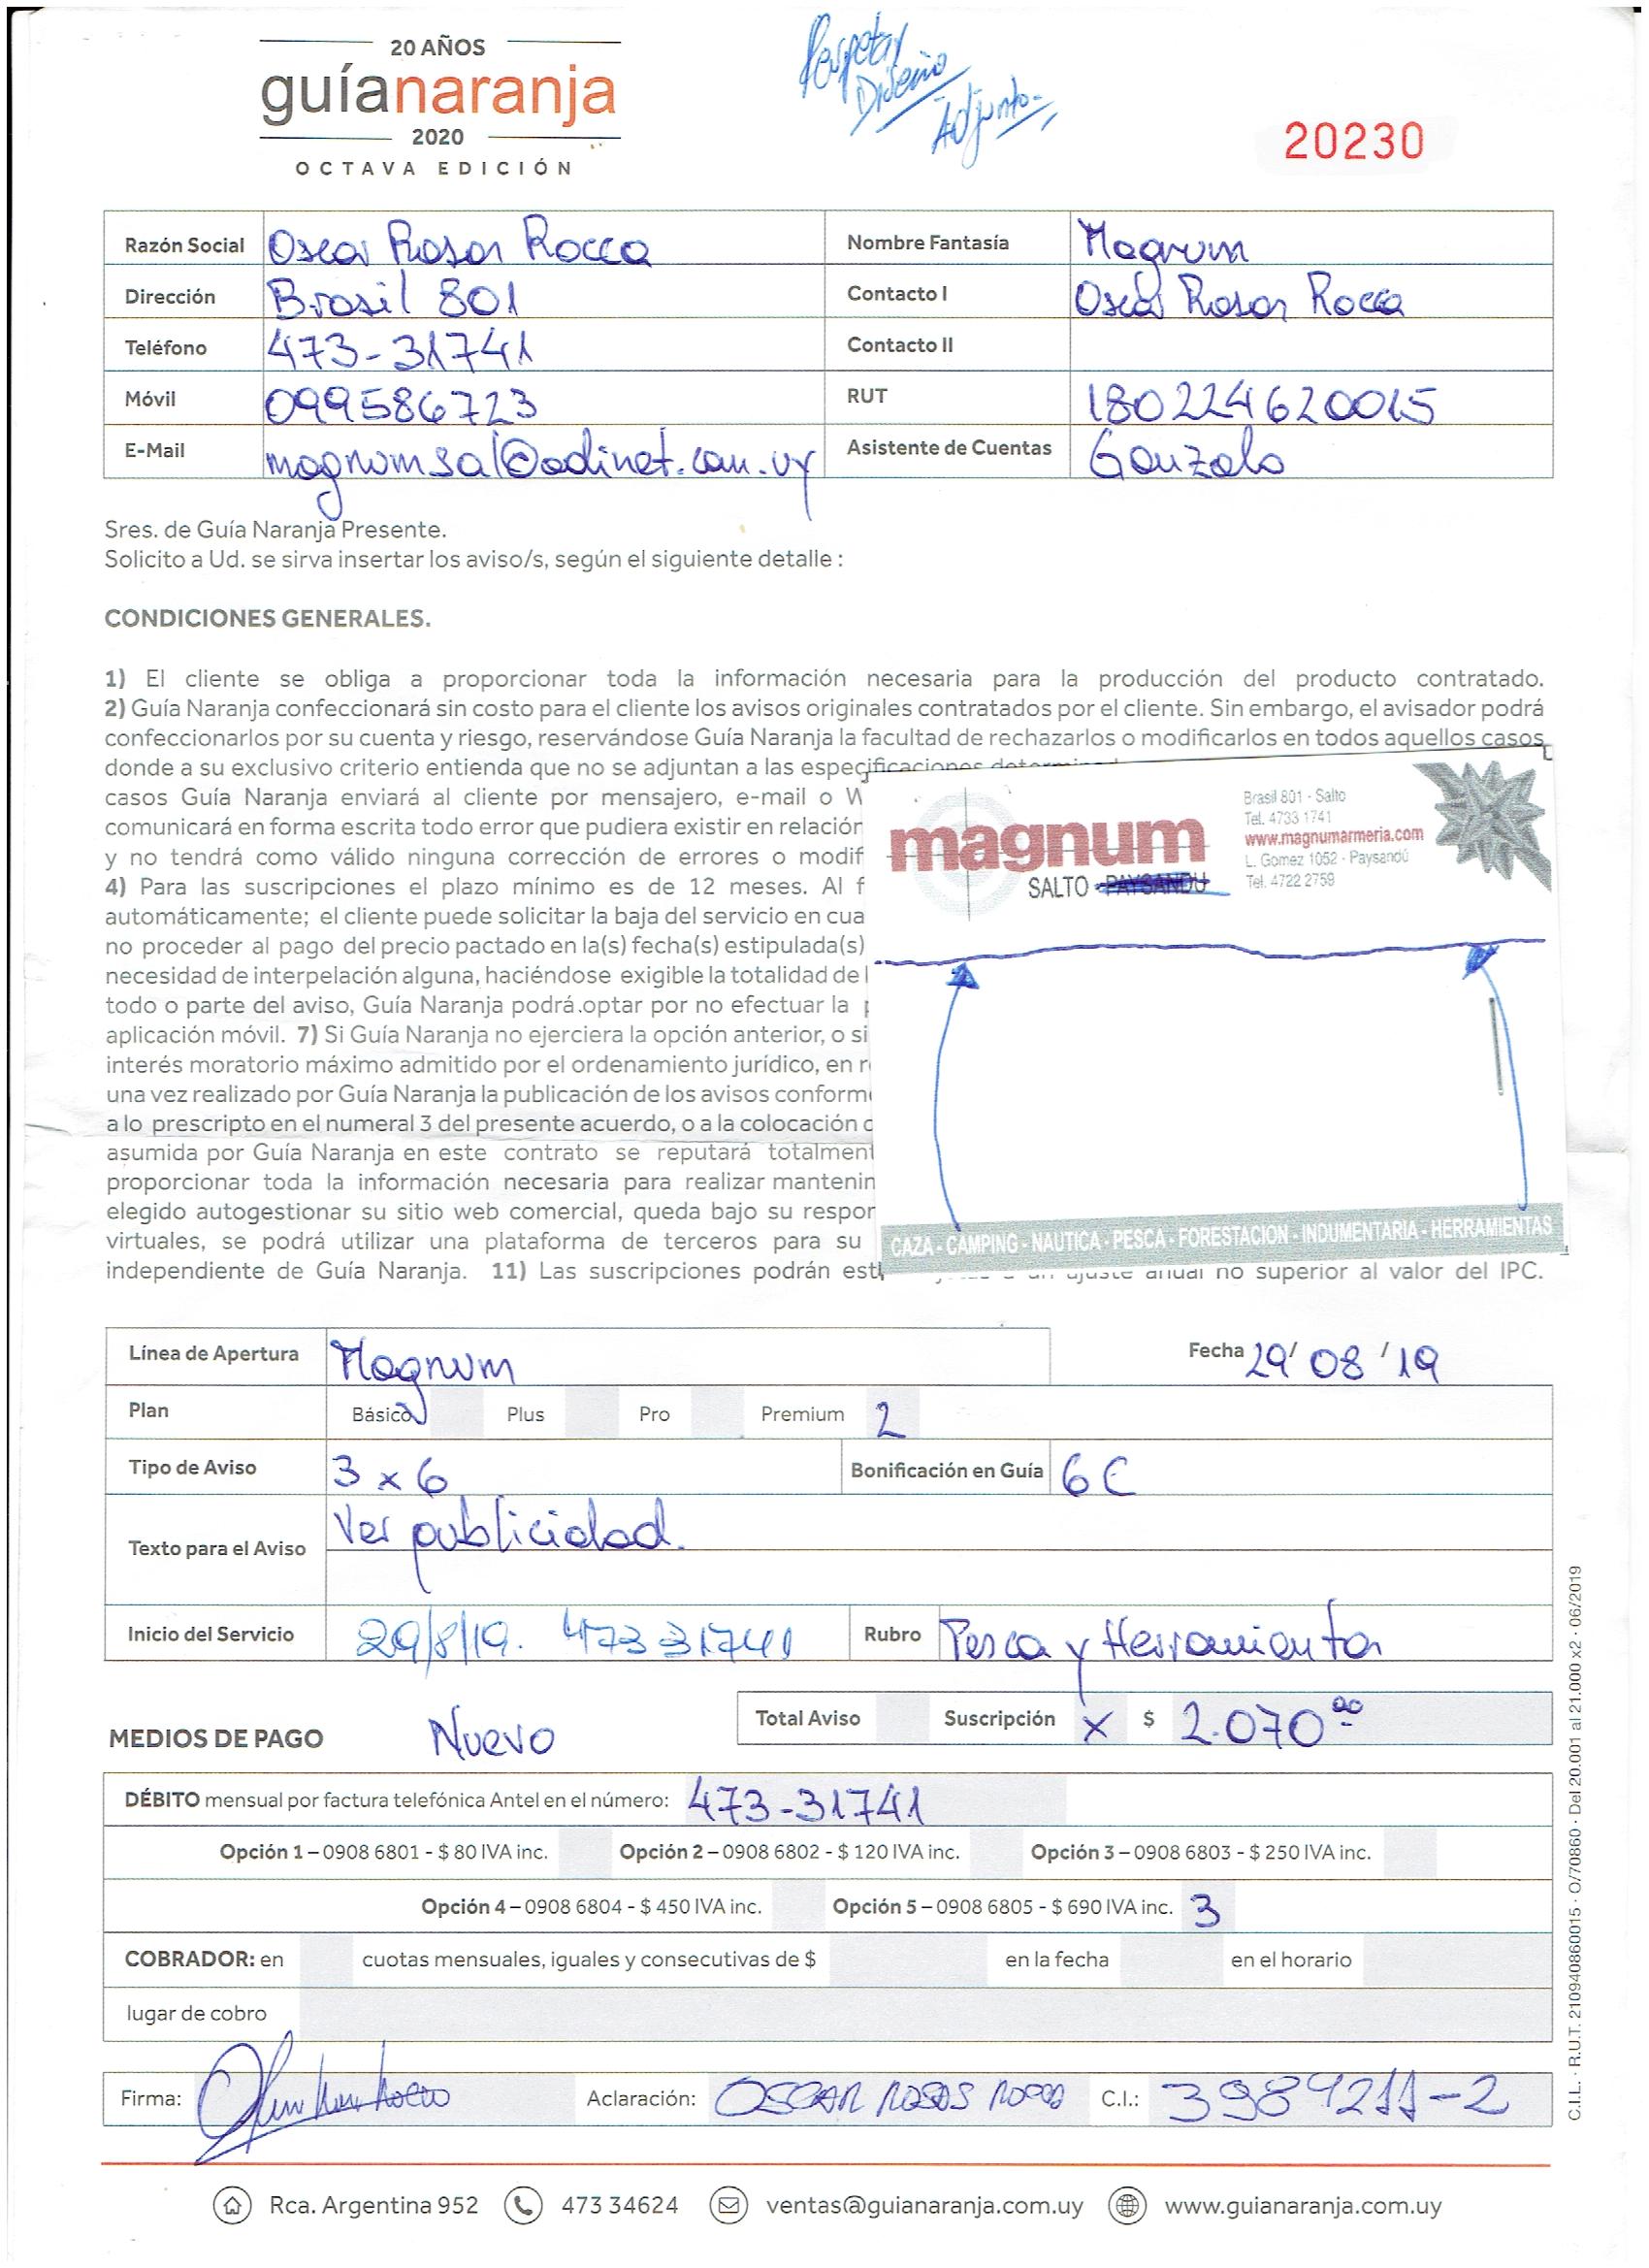 20 AÑOS
guíanaranja
2020
OCTAVA EDICIÓN
Respetar
Diseño
Adjunto
20230
Razón Social Oscar Rosas Rocca Nombre Fantasía Magnum
Dirección Brasil 801 Contacto I Oscar Rosas Rocca
Teléfono 473-31741 Contacto II
Móvil 099586723 RUT 180224620015
E-Mail magnumsal@adinet.com.uy Asistente de Cuentas Gonzalo
Sres. de Guía Naranja Presente.
Solicito a Ud. se sirva insertar los aviso/s, según el siguiente detalle :
CONDICIONES GENERALES.
1) El cliente se obliga a proporcionar toda la información necesaria para la producción del producto contratado.
2) Guía Naranja confeccionará sin costo para el cliente los avisos originales contratados por el cliente. Sin embargo, el avisador podrá
confeccionarlos por su cuenta y riesgo, reservándose Guía Naranja la facultad de rechazarlos o modificarlos en todos aquellos casos
donde a su exclusivo criterio entienda que no se adjuntan a las especificaciones
casos Guía Naranja enviará al cliente por mensajero, e-mail o W
comunicará en forma escrita todo error que pudiera existir en relación
y no tendrá como válido ninguna corrección de errores o modif
4) Para las suscripciones el plazo mínimo es de 12 meses. Al f
automáticamente; el cliente puede solicitar la baja del servicio en cua
no proceder al pago del precio pactado en la(s) fecha(s) estipulada(s)
necesidad de interpelación alguna, haciéndose exigible la totalidad de l
todo o parte del aviso, Guía Naranja podrá optar por no efectuar la p
aplicación móvil. 7) Si Guía Naranja no ejerciera la opción anterior, o si
interés moratorio máximo admitido por el ordenamiento jurídico, en r
una vez realizado por Guía Naranja la publicación de los avisos conform
a lo prescripto en el numeral 3 del presente acuerdo, o a la colocación
asumida por Guía Naranja en este contrato se reputará totalment
proporcionar toda la información necesaria para realizar mantenin
elegido autogestionar su sitio web comercial, queda bajo su respon
virtuales, se podrá utilizar una plataforma de terceros para su
independiente de Guía Naranja. 11) Las suscripciones podrán est ajuste anual no superior al valor del IPC.
magnum
SALTO - PAYSANDU
Brasil 801 - Salto
Tel. 4733 1741
www.magnumarmeria.com
L. Gomez 1052 - Paysandú
Tel. 4722 2759
CAZA - CAMPING - NAUTICA - PESCA - FORESTACION - INDUMENTARIA - HERRAMIENTAS
Línea de Apertura Magnum Fecha 29/08/19
Plan Básico Plus Pro Premium 2
Tipo de Aviso 3 x 6 Bonificación en Guía 6 C
Texto para el Aviso Ver publicidad.
Inicio del Servicio 29/8/19. 473 31741 Rubro Pesca y Herramientas
Total Aviso Suscripción X $ 2.070 00
MEDIOS DE PAGO Nuevo
DÉBITO mensual por factura telefónica Antel en el número: 473-31741
Opción 1 – 0908 6801 - $ 80 IVA inc. Opción 2 – 0908 6802 - $ 120 IVA inc. Opción 3 – 0908 6803 - $ 250 IVA inc.
Opción 4 – 0908 6804 - $ 450 IVA inc. Opción 5 – 0908 6805 - $ 690 IVA inc. 3
COBRADOR: en cuotas mensuales, iguales y consecutivas de $ en la fecha en el horario
lugar de cobro
Firma: Aclaración: OSCAR ROSAS ROCCA C.I.: 3984211-2
C.I.L. · R.U.T. 210940860015 · O/70860 · Del 20.001 al 21.000 x2 · 06/2019
Rca. Argentina 952 473 34624 ventas@guianaranja.com.uy www.guianaranja.com.uy